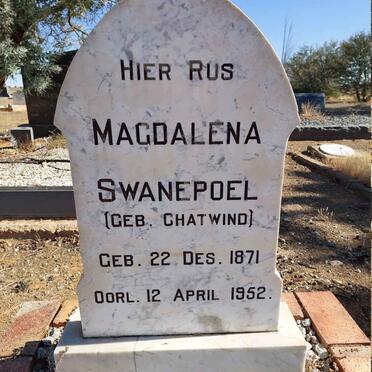 HIER RUS
MAGDALENA
SWANEPOEL
(GEB. CHATWIND)
GEB. 22 DES. 1871
OORL. 12 APRIL 1952.